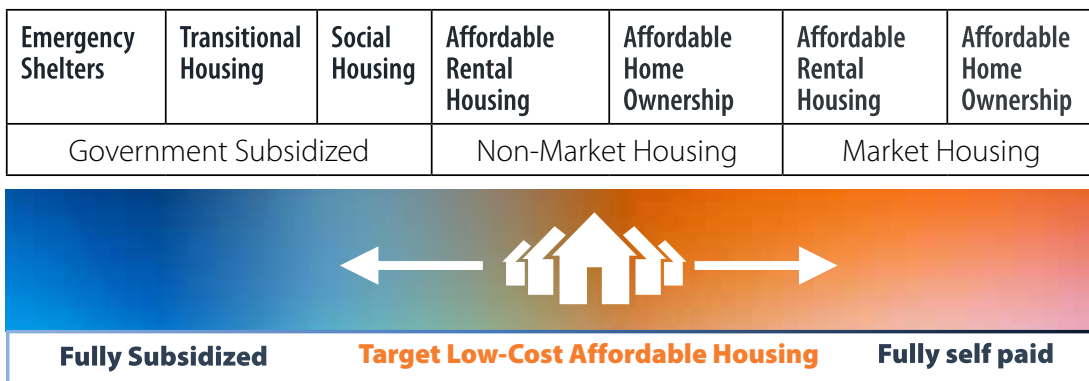 Emergency
Shelters
Transitional
Housing
Social
Housing
Affordable
Rental
Housing
Affordable
Home
Ownership
Affordable
Rental
Housing
Affordable
Home
Ownership
Government Subsidized
Non-Market Housing
Market Housing
Fully Subsidized
Target Low-Cost Affordable Housing
Fully self paid